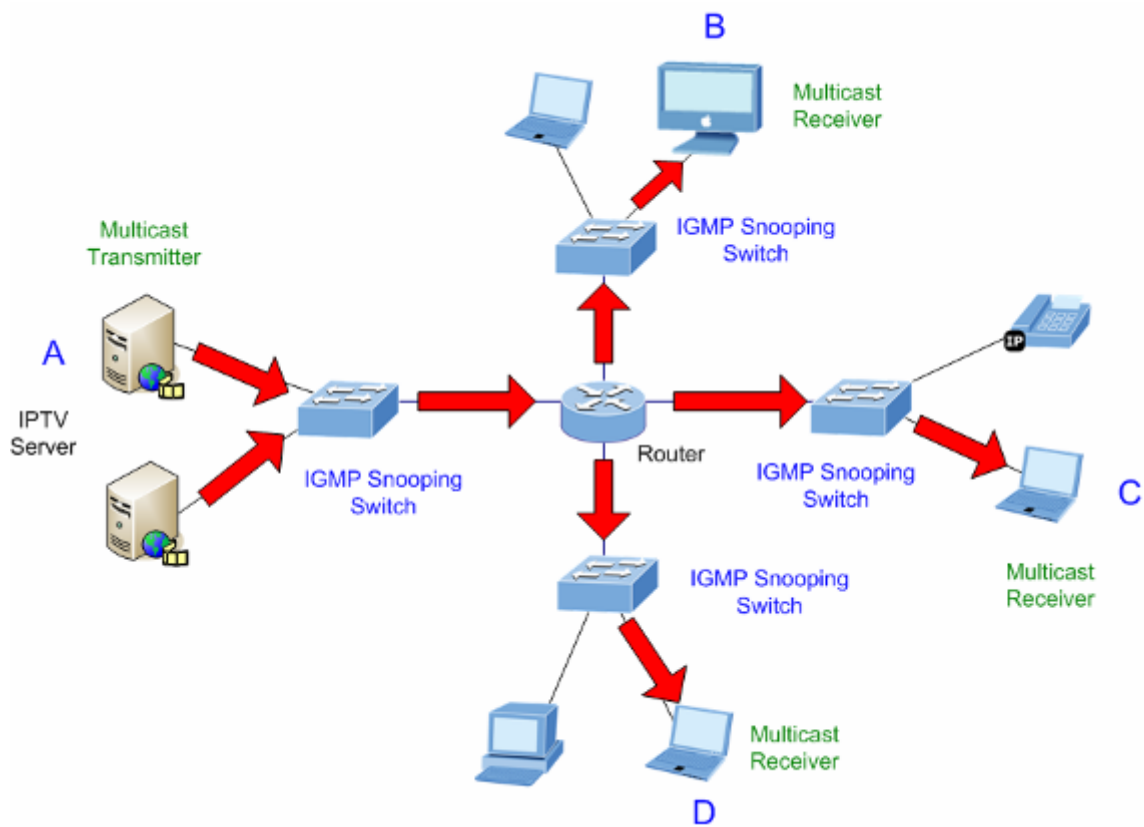 B
Multicast
Receiver
IGMP Snooping
Switch
Multicast
Transmitter
A
IPTV
Server
IGMP Snooping
Switch
Router
IP
IGMP Snooping
Switch
C
Multicast
Receiver
IGMP Snooping
Switch
Multicast
Receiver
D